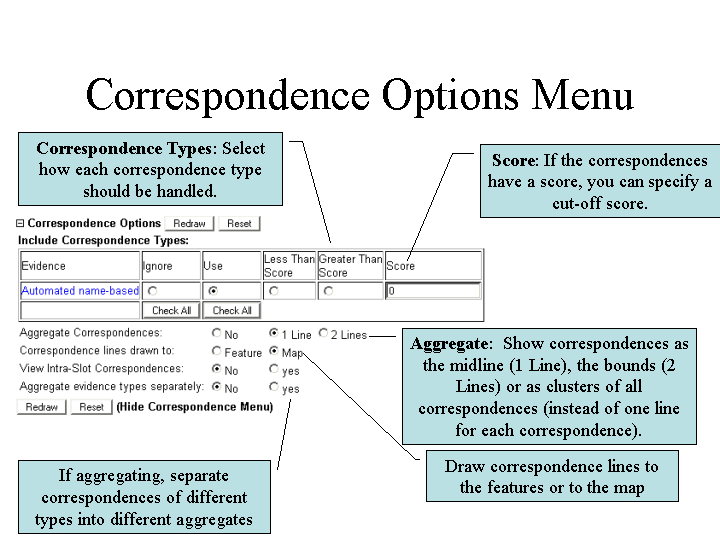 Correspondence Options Menu
Correspondence Types: Select
how each correspondence type
should be handled.
Score: If the correspondences
have a score, you can specify a
cut-off score.
Correspondence Options Redraw Reset
Include Correspondence Types:
Evidence Ignore Use Less Than Score Greater Than Score Score
Automated name-based 0
Check All Check All
Aggregate Correspondences: No 1 Line 2 Lines
Correspondence lines drawn to: Feature Map
View Intra-Slot Correspondences: No yes
Aggregate evidence types separately: No yes
Redraw Reset (Hide Correspondence Menu)
Aggregate: Show correspondences as
the midline (1 Line), the bounds (2
Lines) or as clusters of all
correspondences (instead of one line
for each correspondence).
If aggregating, separate
correspondences of different
types into different aggregates
Draw correspondence lines to
the features or to the map